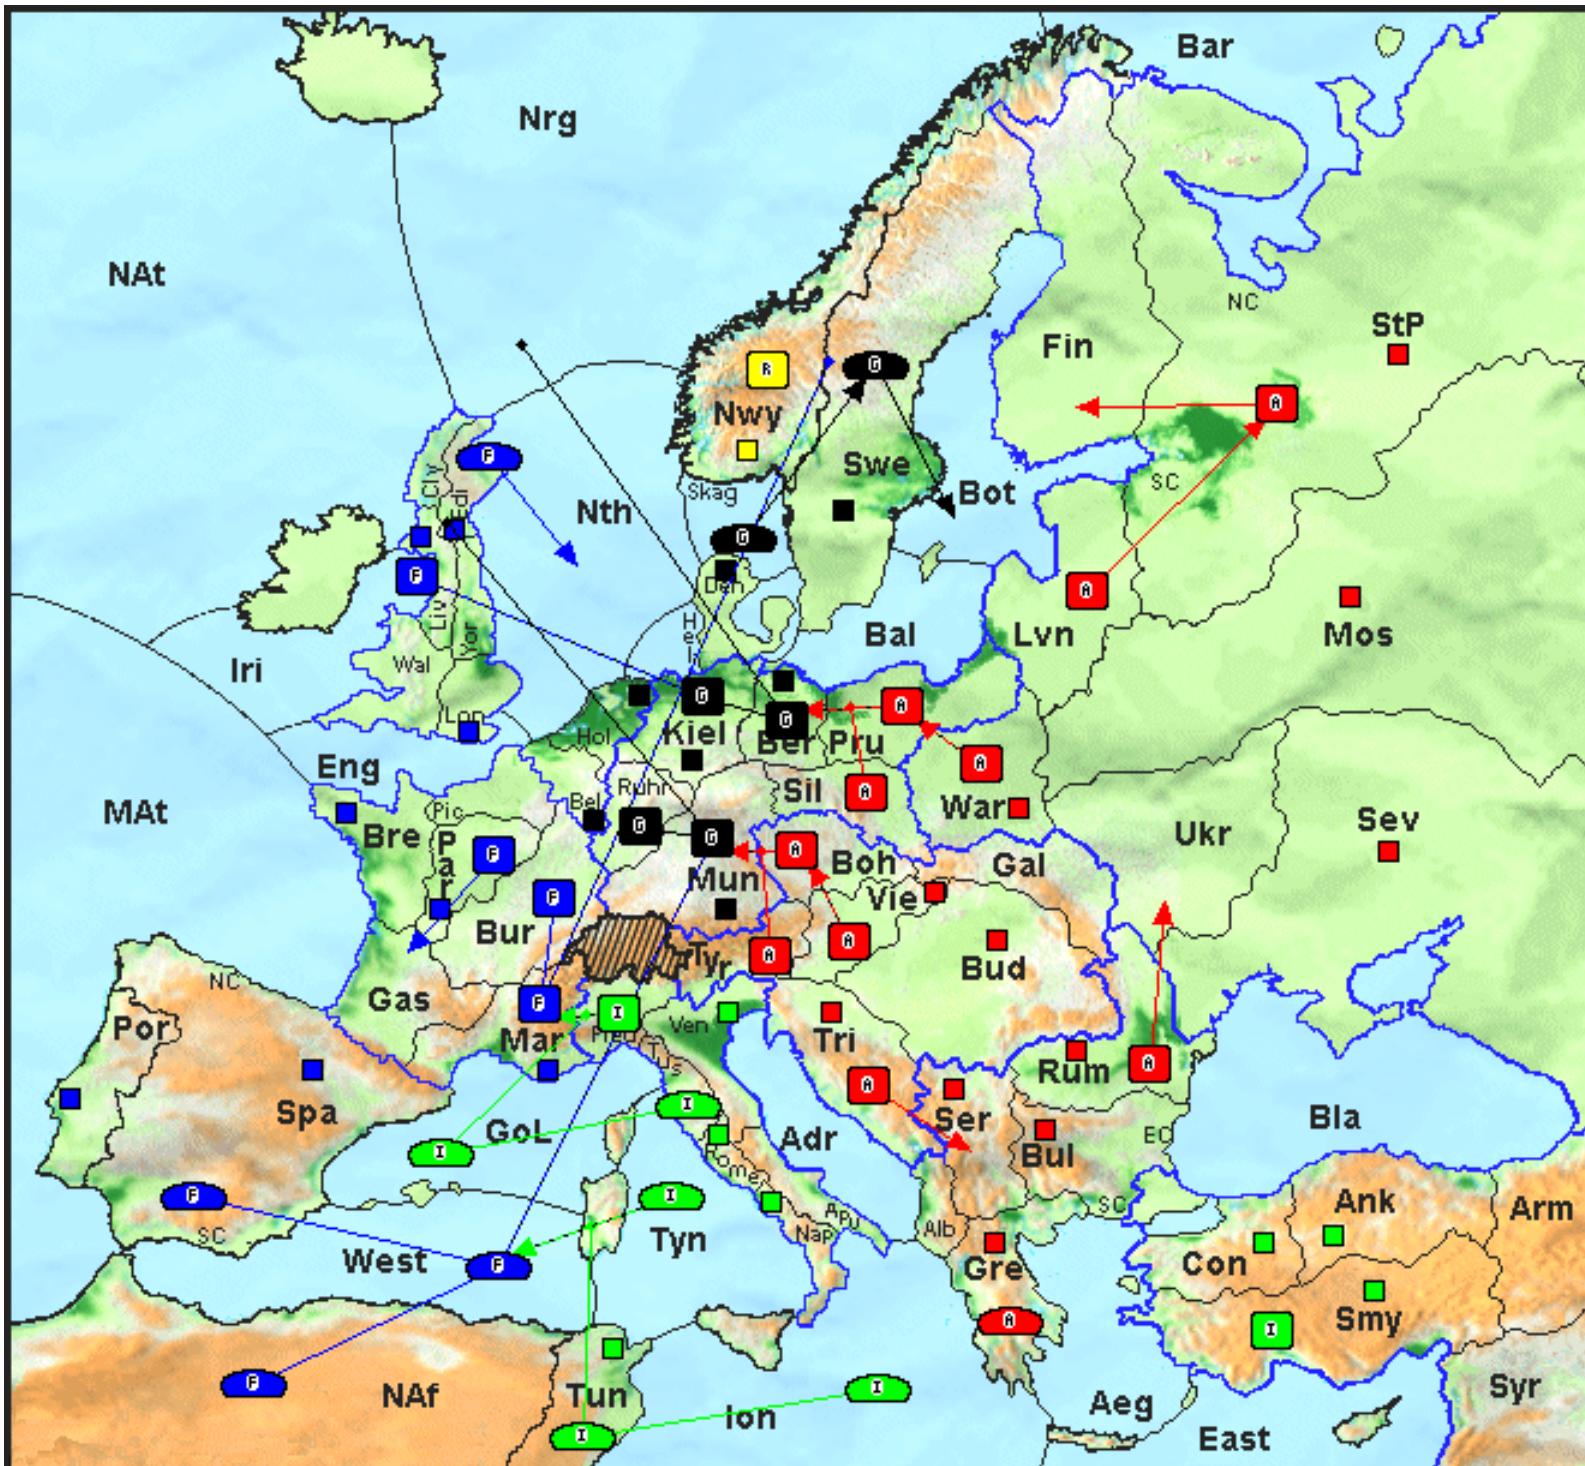 Bar
Nrg
NAt
NC
StP
Fin
R
G
A
Nwy
F
Cly
Edl
Swe
Skag
SC
Bot
Nth
G
F
Den
A
Liv
Yor
Hel
Bal
Lvn
Mos
Iri
Wal
G
A
Lon
G
Hol
Kiel
Ber
Pru
Eng
A
Ruhr
Sil
A
MAt
Pic
Bel
War
Ukr
Sev
Bre
Par
G
G
F
A
Boh
Gal
Mun
Vie
F
Bur
A
Tyr
A
Bud
NC
Gas
F
I
Por
Mar
Pied
Ven
Tri
Rum
A
Tus
A
Spa
I
GoL
Adr
Ser
Bla
I
Bul
EC
Rome
F
I
Ank
SC
Apu
Nap
Alb
SC
Arm
West
Tyn
F
Gre
Con
A
I
Smy
F
NAf
Tun
I
Ion
I
Aeg
Syr
East